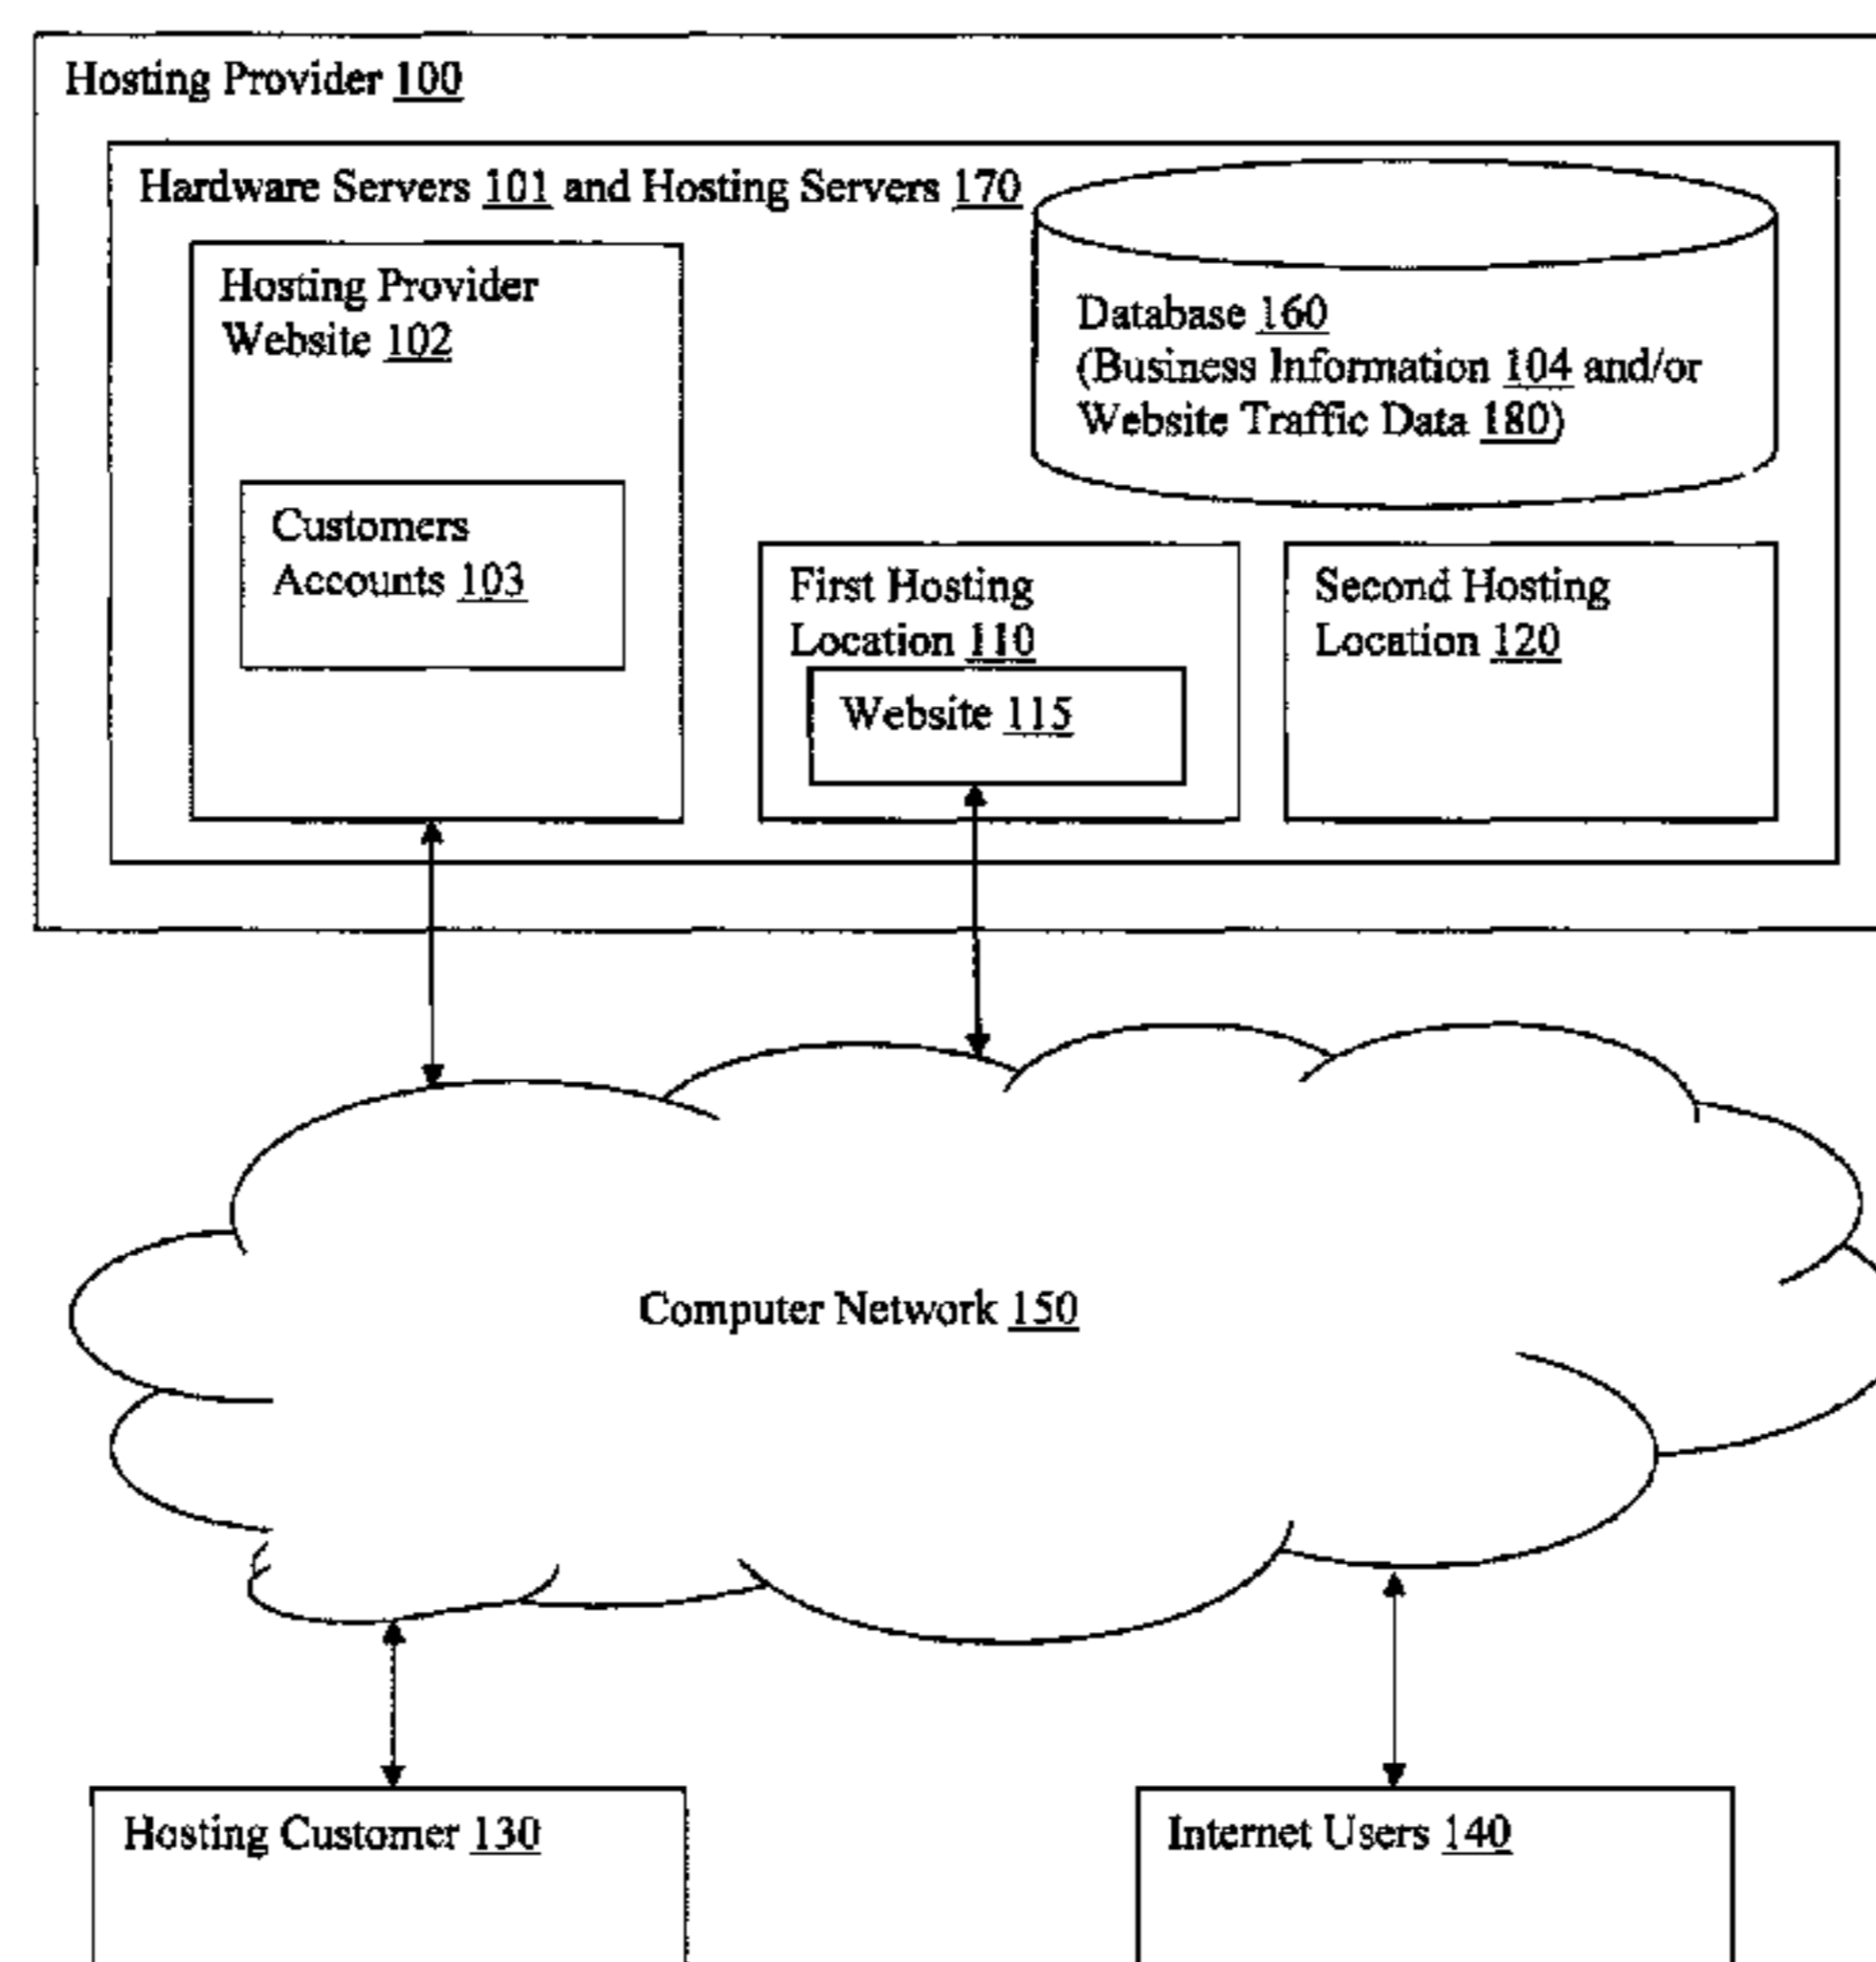 Hosting Provider 100
Hardware Servers 101 and Hosting Servers 170
Hosting Provider
Website 102
Customers
Accounts 103
Database 160
(Business Information 104 and/or
Website Traffic Data 180)
First Hosting
Location 110
Website 115
Second Hosting
Location 120
Computer Network 150
Hosting Customer 130
Internet Users 140